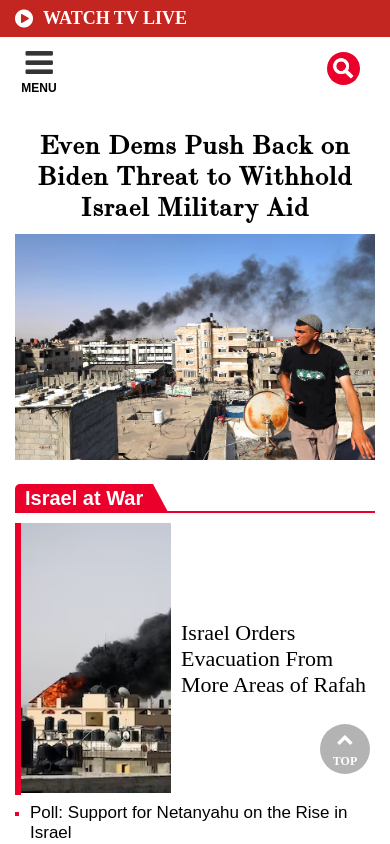 WATCH TV LIVE
MENU
Even Dems Push Back on
Biden Threat to Withhold
Israel Military Aid
Israel at War
Israel Orders
Evacuation From
More Areas of Rafah
TOP
Poll: Support for Netanyahu on the Rise in
Israel